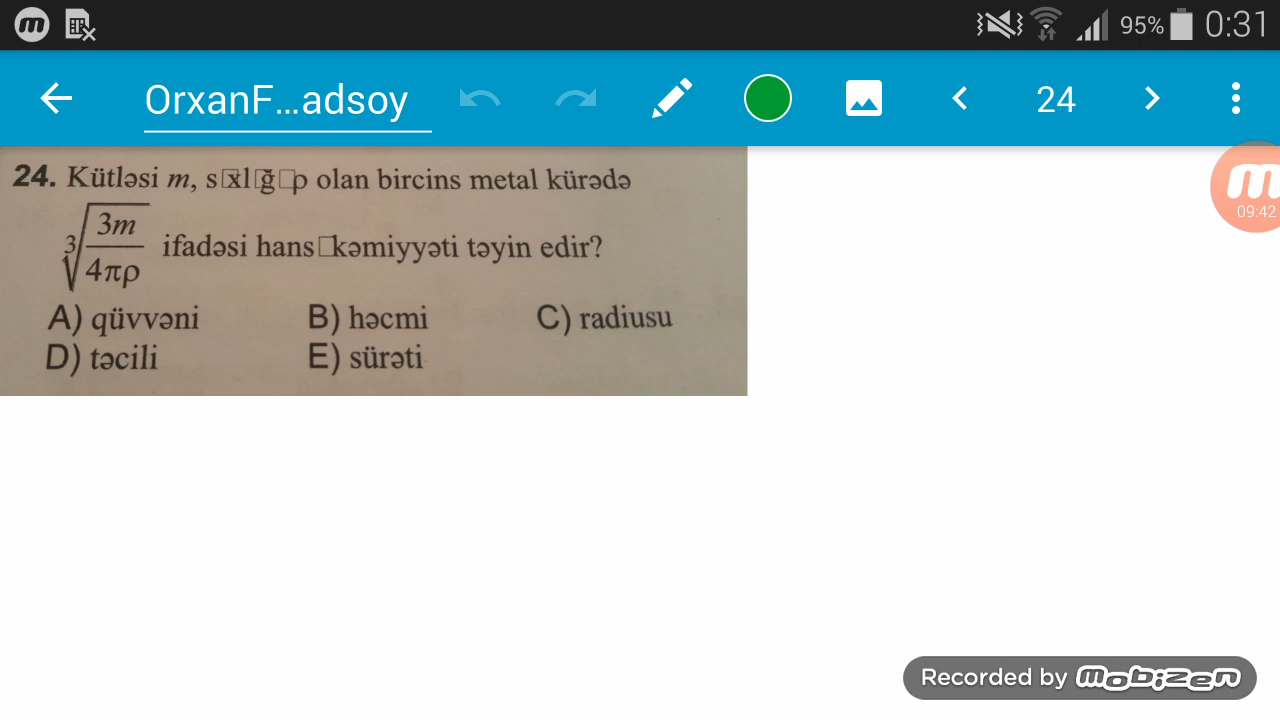 95% 0:31
OrxanF...adsoy 24
24. Kütləsi m, s□xl□ğ□ρ olan bircins metal kürədə
∛(3m/4πρ) ifadəsi hans□kəmiyyəti təyin edir?
09:42
A) qüvvəni B) həcmi C) radiusu
D) təcili E) sürəti
Recorded by mobizen